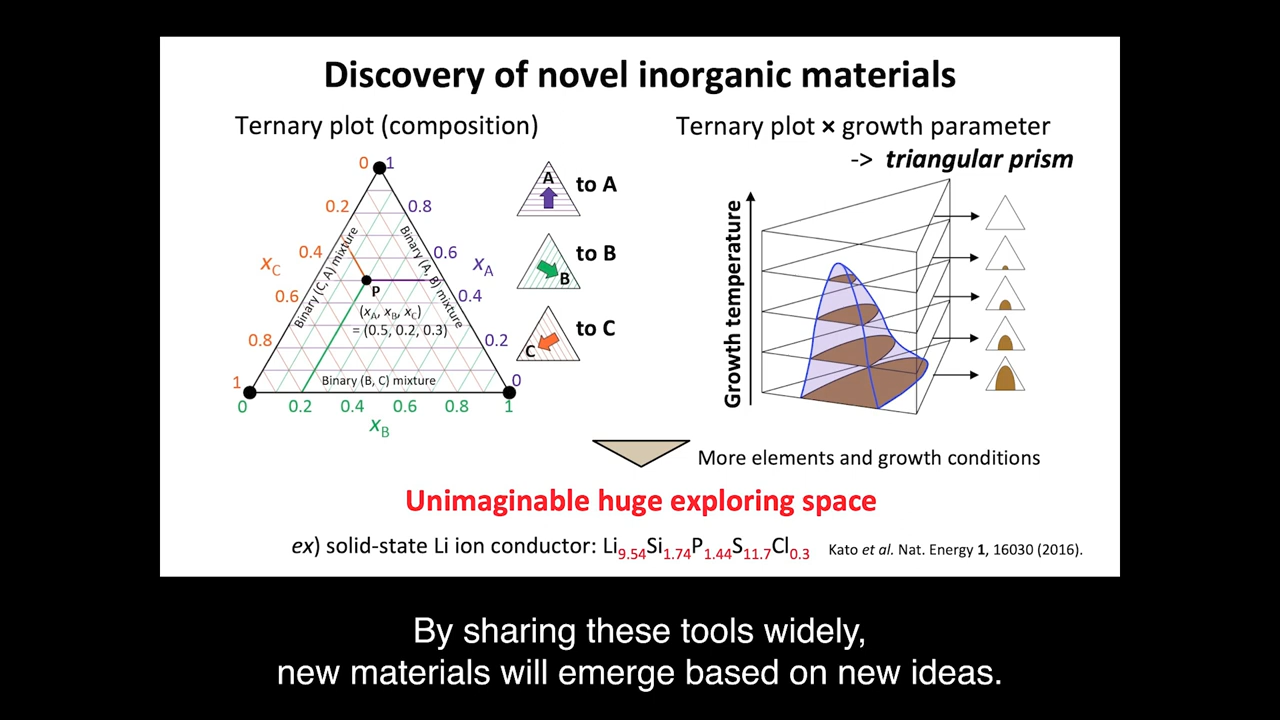 Discovery of novel inorganic materials
Ternary plot (composition)
0 1
0.2 0.8
0.4 0.6
xC xA
0.6 0.4
0.8 0.2
1 0
Binary (C, A) mixture
Binary (A, B) mixture
P
(xA, xB, xC)
= (0.5, 0.2, 0.3)
Binary (B, C) mixture
0 0.2 0.4 0.6 0.8 1
xB
A to A
B to B
C to C
Ternary plot × growth parameter
-> triangular prism
Growth temperature
More elements and growth conditions
Unimaginable huge exploring space
ex) solid-state Li ion conductor: Li9.54Si1.74P1.44S11.7Cl0.3 Kato et al. Nat. Energy 1, 16030 (2016).
By sharing these tools widely,
new materials will emerge based on new ideas.